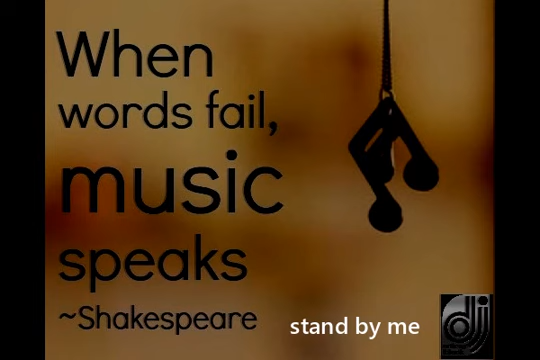 When
words fail,
music
speaks
~Shakespeare
stand by me
dj